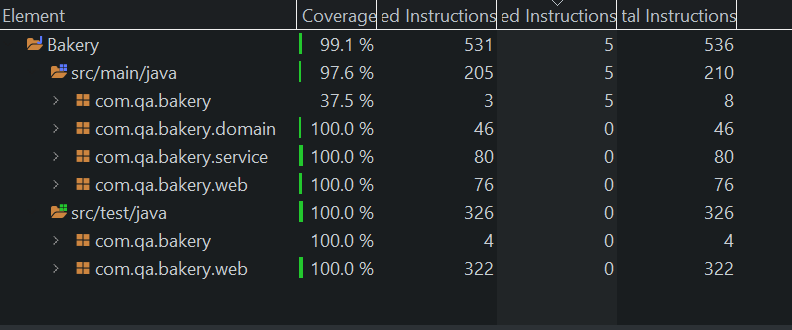 Element Coverage ed Instructions ed Instructions tal Instructions
Bakery 99.1 % 531 5 536
src/main/java 97.6 % 205 5 210
com.qa.bakery 37.5 % 3 5 8
com.qa.bakery.domain 100.0 % 46 0 46
com.qa.bakery.service 100.0 % 80 0 80
com.qa.bakery.web 100.0 % 76 0 76
src/test/java 100.0 % 326 0 326
com.qa.bakery 100.0 % 4 0 4
com.qa.bakery.web 100.0 % 322 0 322